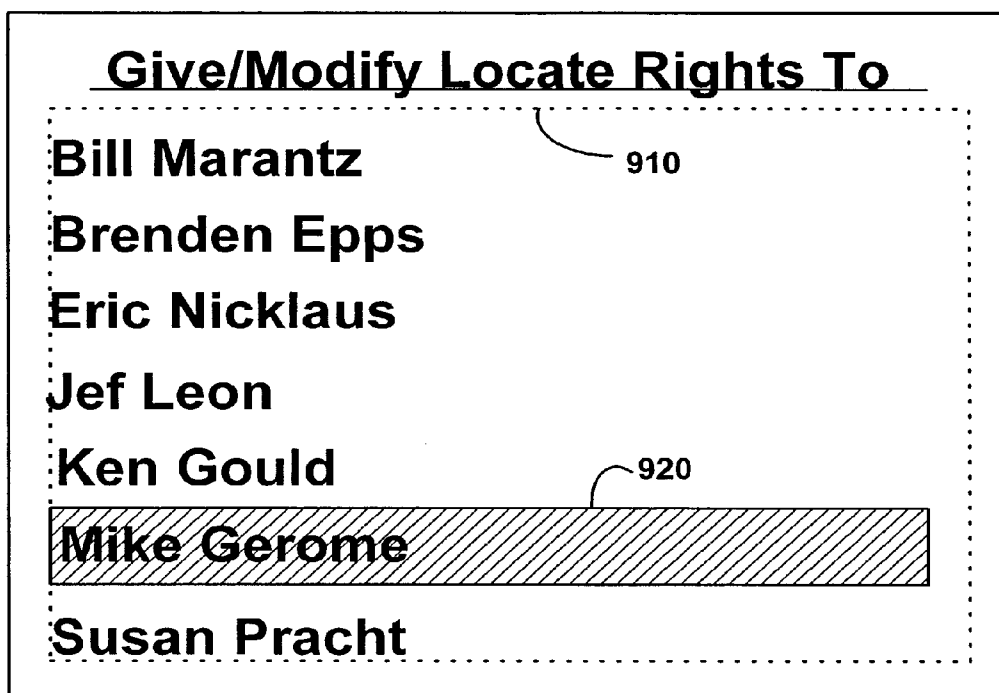 Give/Modify Locate Rights To
Bill Marantz
910
Brenden Epps
Eric Nicklaus
Jef Leon
Ken Gould
920
Mike Gerome
Susan Pracht